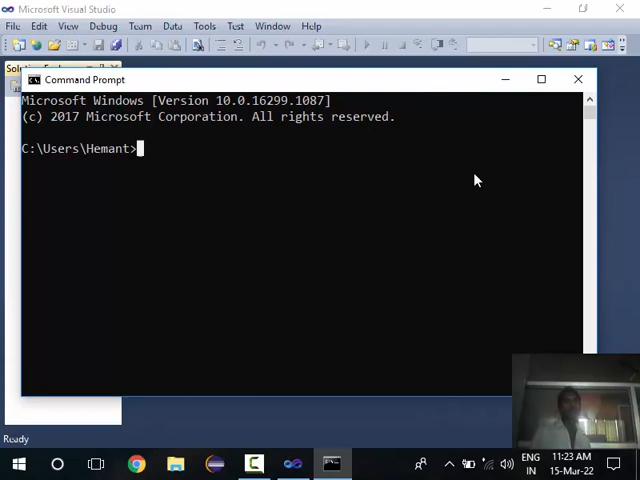 Microsoft Visual Studio
File Edit View Debug Team Data Tools Test Window Help
Command Prompt
Microsoft Windows [Version 10.0.16299.1087]
(c) 2017 Microsoft Corporation. All rights reserved.
C:\Users\Hemant>
Ready
ENG 11:23 AM
IN 15-Mar-22